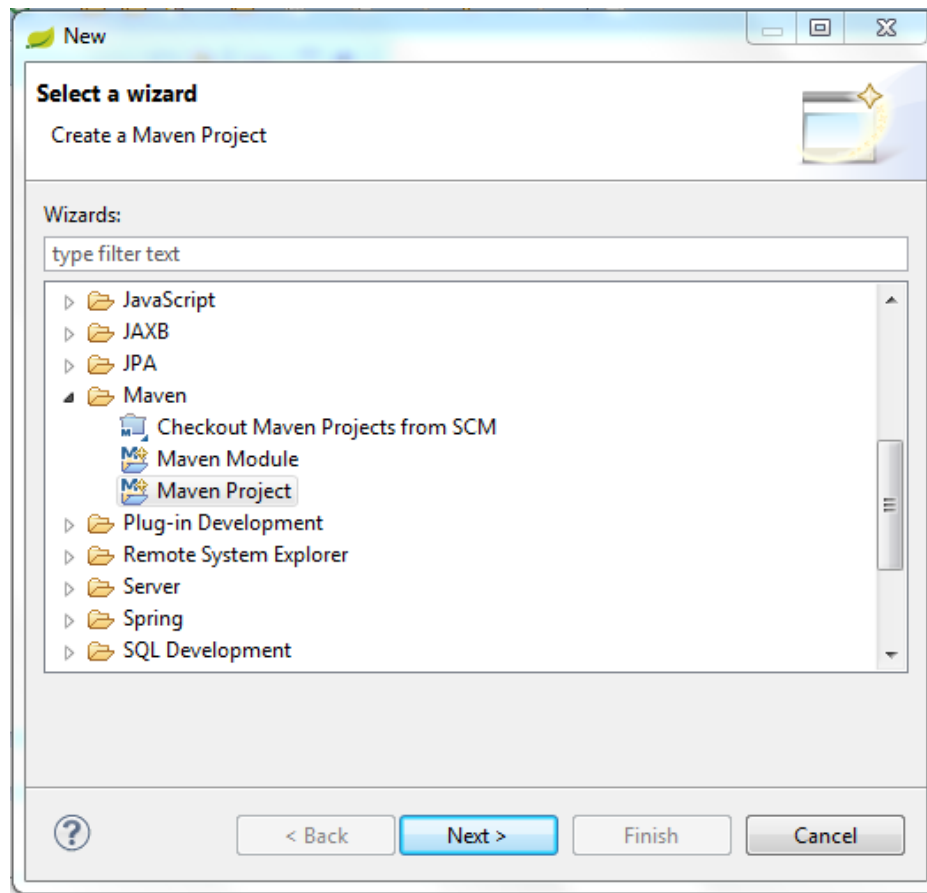 New
Select a wizard
Create a Maven Project
Wizards:
type filter text
JavaScript
JAXB
JPA
Maven
Checkout Maven Projects from SCM
Maven Module
Maven Project
Plug-in Development
Remote System Explorer
Server
Spring
SQL Development
< Back Next > Finish Cancel